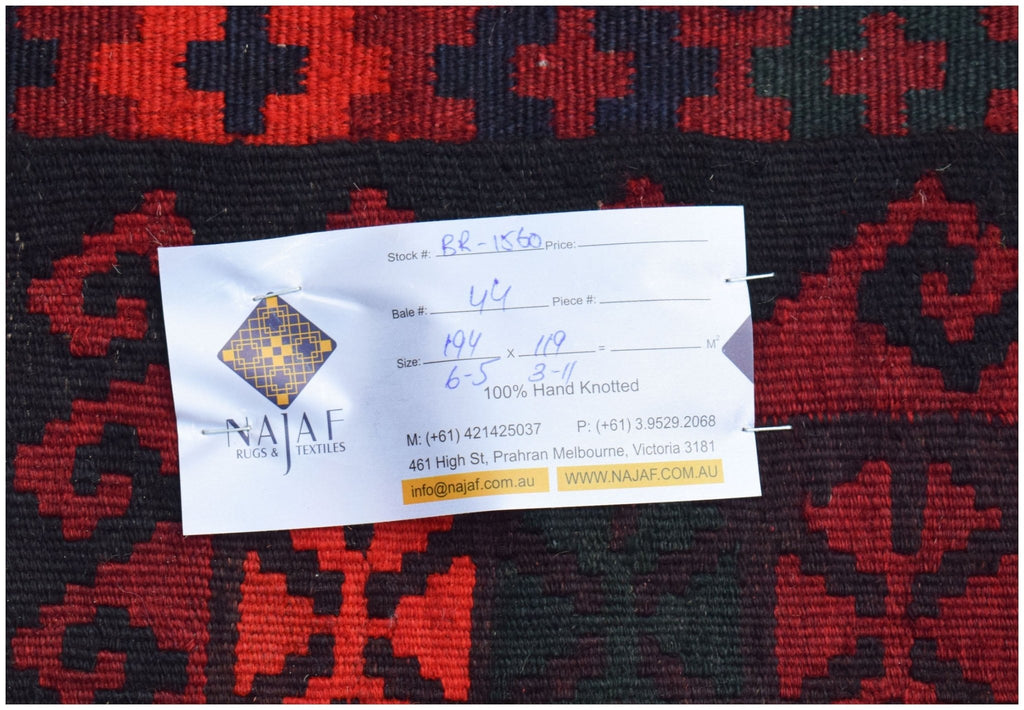 Stock #: BR-1560 Price:
Bale #: 44 Piece #:
Size: 194 x 119 = M²
6-5 3-11
100% Hand Knotted
NAJAF
RUGS & TEXTILES
M: (+61) 421425037 P: (+61) 3.9529.2068
461 High St, Prahran Melbourne, Victoria 3181
info@najaf.com.au WWW.NAJAF.COM.AU